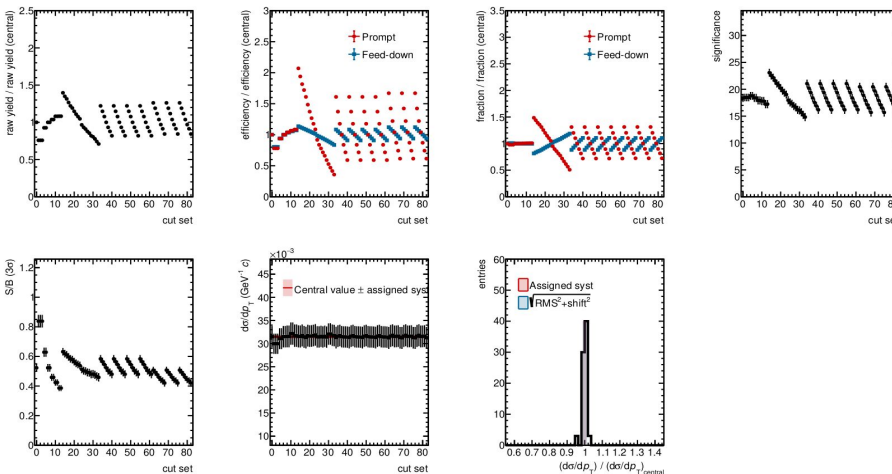 raw yield / raw yield (central)
2.5
2
1.5
1
0.5
0
0 10 20 30 40 50 60 70 80
cut set
efficiency / efficiency (central)
3
2.5
2
1.5
1
0.5
0
Prompt
Feed-down
0 10 20 30 40 50 60 70 80
cut set
fraction / fraction (central)
3.5
3
2.5
2
1.5
1
0.5
0
Prompt
Feed-down
0 10 20 30 40 50 60 70 80
cut set
significance
30
25
20
15
10
5
0
0 10 20 30 40 50 60 70 8
cut se
S/B (3σ)
1.2
1
0.8
0.6
0.4
0.2
0
0 10 20 30 40 50 60 70 80
cut set
×10⁻³
dσ/dp_T (GeV⁻¹ c)
45
40
35
30
25
20
15
10
Central value ± assigned syst
0 10 20 30 40 50 60 70 80
cut set
entries
60
50
40
30
20
10
0
Assigned syst
√RMS²+shift²
0.6 0.7 0.8 0.9 1 1.1 1.2 1.3 1.4
(dσ/dp_T) / (dσ/dp_T)_central